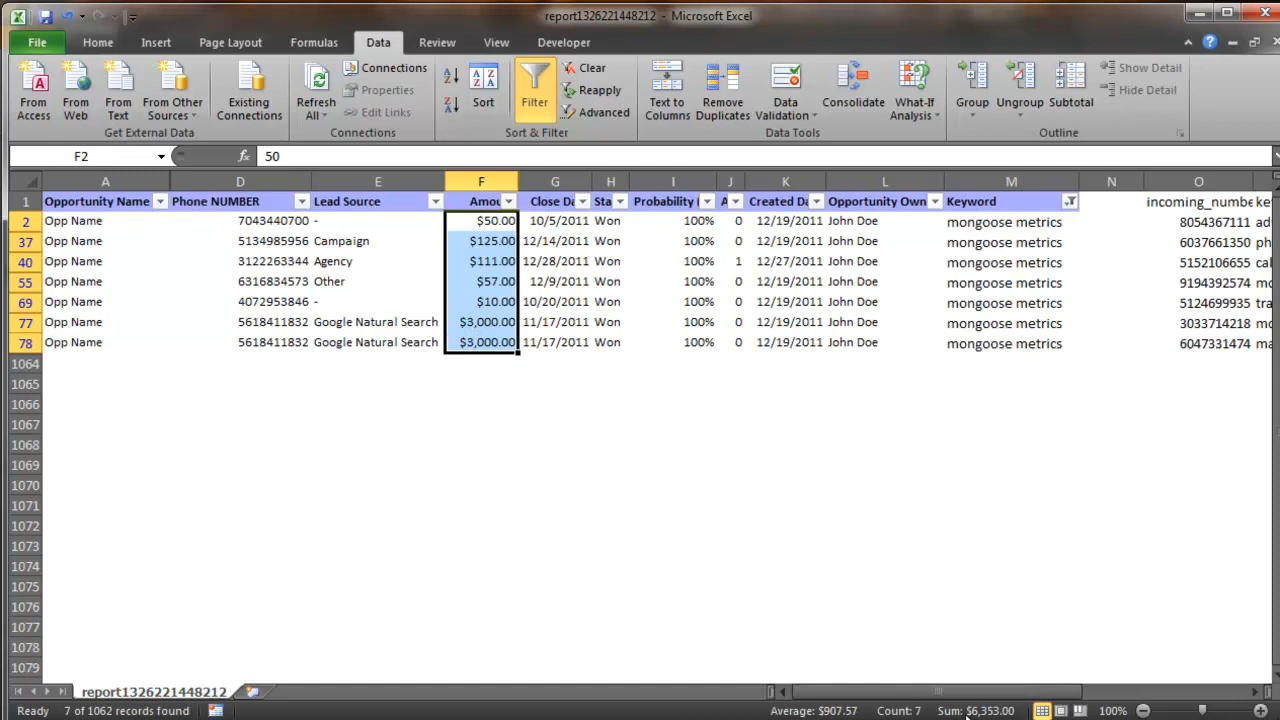 report1326221448212 - Microsoft Excel
File Home Insert Page Layout Formulas Data Review View Developer
From Access
From Web
From Text
From Other Sources
Existing Connections
Get External Data
Refresh All
Connections
Properties
Edit Links
Connections
Sort
Filter
Clear
Reapply
Advanced
Sort & Filter
Text to Columns
Remove Duplicates
Data Validation
Consolidate
What-If Analysis
Data Tools
Group
Ungroup
Subtotal
Show Detail
Hide Detail
Outline
F2 fx 50
A D E F G H I J K L M N O
1 Opportunity Name Phone NUMBER Lead Source Amou Close Da Sta Probability ( A Created Da Opportunity Own Keyword incoming_numbe
2 Opp Name 7043440700 - $50.00 10/5/2011 Won 100% 0 12/19/2011 John Doe mongoose metrics 8054367111
37 Opp Name 5134985956 Campaign $125.00 12/14/2011 Won 100% 0 12/19/2011 John Doe mongoose metrics 6037661350 ph
40 Opp Name 3122263344 Agency $111.00 12/28/2011 Won 100% 1 12/27/2011 John Doe mongoose metrics 5152106655 cal
55 Opp Name 6316834573 Other $57.00 12/9/2011 Won 100% 0 12/19/2011 John Doe mongoose metrics 9194392574
69 Opp Name 4072953846 - $10.00 10/20/2011 Won 100% 0 12/19/2011 John Doe mongoose metrics 5124699935 tra
77 Opp Name 5618411832 Google Natural Search $3,000.00 11/17/2011 Won 100% 0 12/19/2011 John Doe mongoose metrics 3033714218
78 Opp Name 5618411832 Google Natural Search $3,000.00 11/17/2011 Won 100% 0 12/19/2011 John Doe mongoose metrics 6047331474
1064
1065
1066
1067
1068
1069
1070
1071
1072
1073
1074
1075
1076
1077
1078
1079
report1326221448212
Ready 7 of 1062 records found Average: $907.57 Count: 7 Sum: $6,353.00 100%